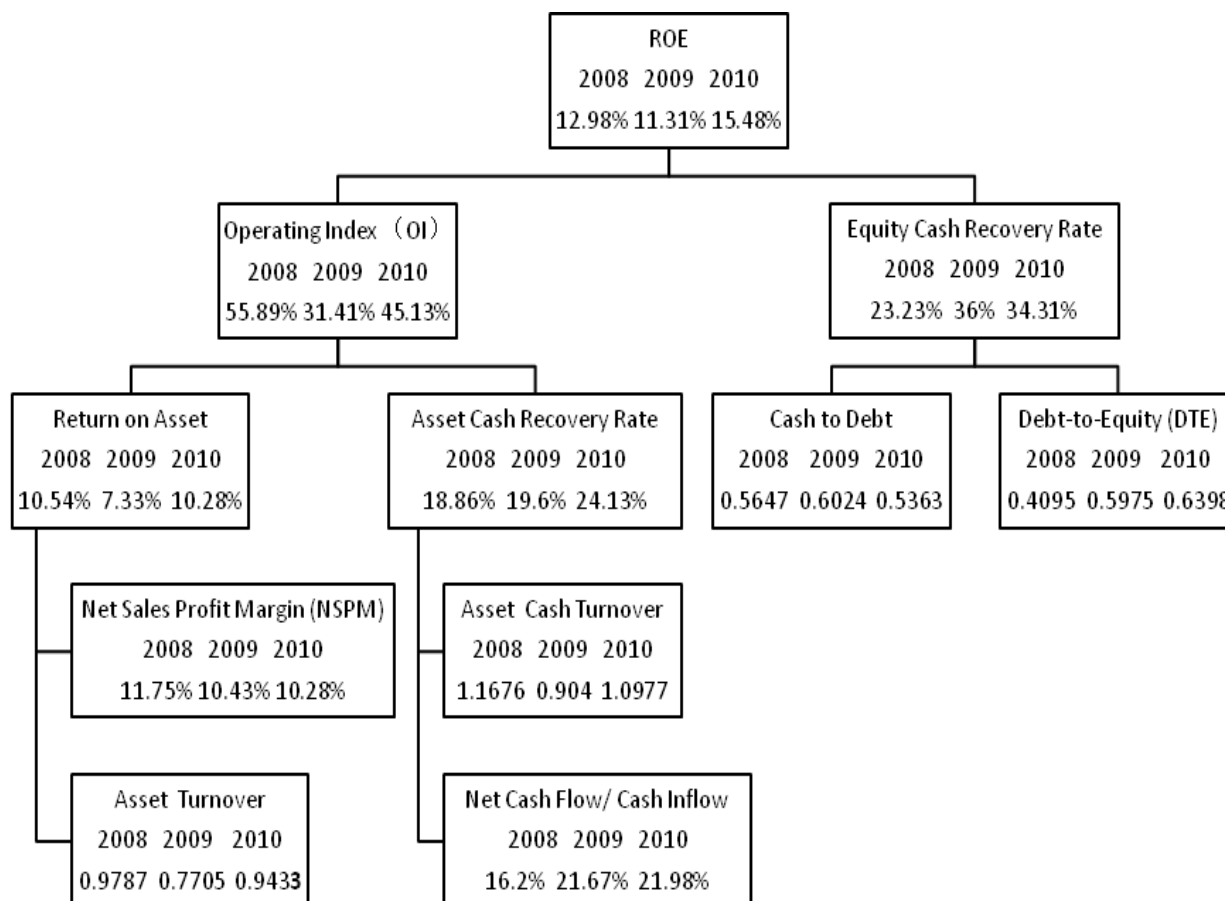 ROE
2008 2009 2010
12.98% 11.31% 15.48%
Operating Index（OI）
2008 2009 2010
55.89% 31.41% 45.13%
Equity Cash Recovery Rate
2008 2009 2010
23.23% 36% 34.31%
Return on Asset
2008 2009 2010
10.54% 7.33% 10.28%
Asset Cash Recovery Rate
2008 2009 2010
18.86% 19.6% 24.13%
Cash to Debt
2008 2009 2010
0.5647 0.6024 0.5363
Debt-to-Equity (DTE)
2008 2009 2010
0.4095 0.5975 0.6398
Net Sales Profit Margin (NSPM)
2008 2009 2010
11.75% 10.43% 10.28%
Asset Cash Turnover
2008 2009 2010
1.1676 0.904 1.0977
Asset Turnover
2008 2009 2010
0.9787 0.7705 0.9433
Net Cash Flow/ Cash Inflow
2008 2009 2010
16.2% 21.67% 21.98%